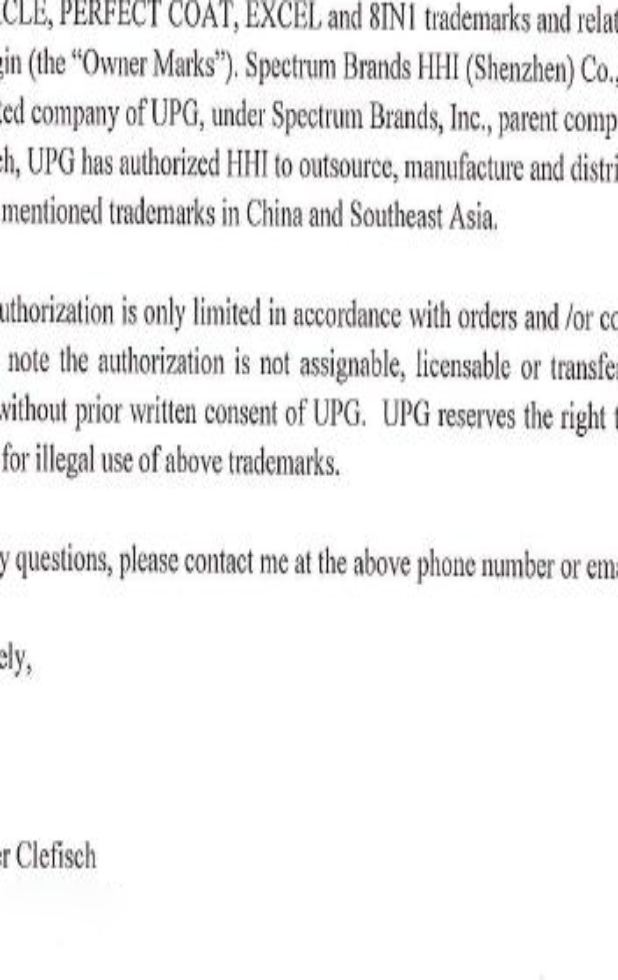 CLE, PERFECT COAT, EXCEL and 8IN1 trademarks and relat
gin (the “Owner Marks”). Spectrum Brands HHI (Shenzhen) Co.,
ted company of UPG, under Spectrum Brands, Inc., parent comp
ch, UPG has authorized HHI to outsource, manufacture and distri
mentioned trademarks in China and Southeast Asia.
uthorization is only limited in accordance with orders and /or co
note the authorization is not assignable, licensable or transfe
without prior written consent of UPG. UPG reserves the right t
for illegal use of above trademarks.
y questions, please contact me at the above phone number or ema
ely,
er Clefisch